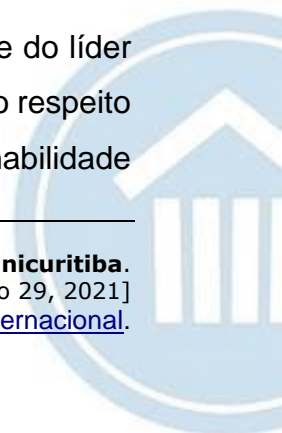 e do líder
o respeito
nabilidade
nicuritiba.
o 29, 2021]
ernacional.